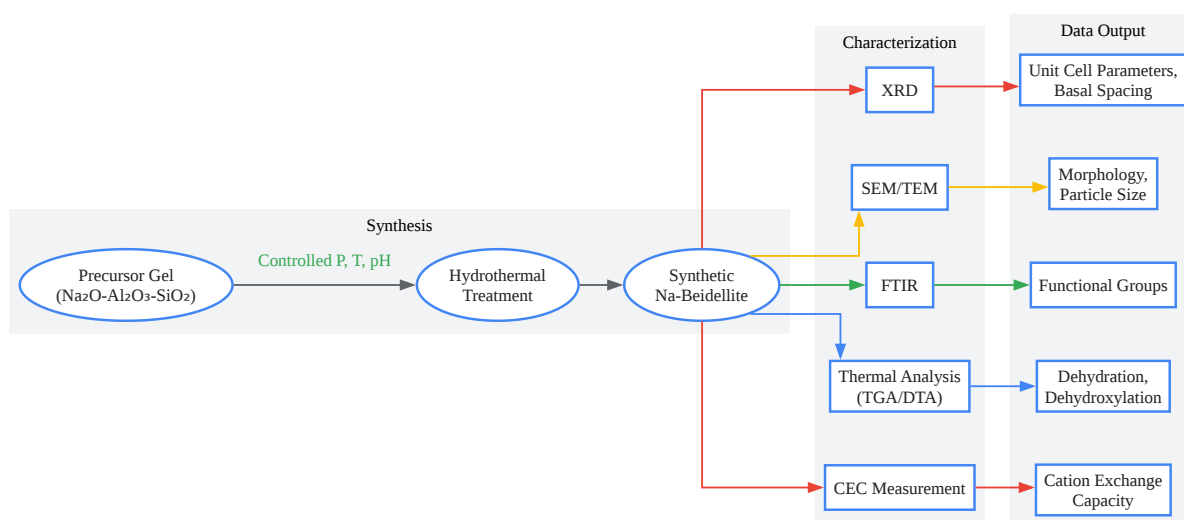 Synthesis
Precursor Gel
(Na₂O-Al₂O₃-SiO₂)
Controlled P, T, pH
Hydrothermal
Treatment
Synthetic
Na-Beidellite
Characterization
XRD
SEM/TEM
FTIR
Thermal Analysis
(TGA/DTA)
CEC Measurement
Data Output
Unit Cell Parameters,
Basal Spacing
Morphology,
Particle Size
Functional Groups
Dehydration,
Dehydroxylation
Cation Exchange
Capacity